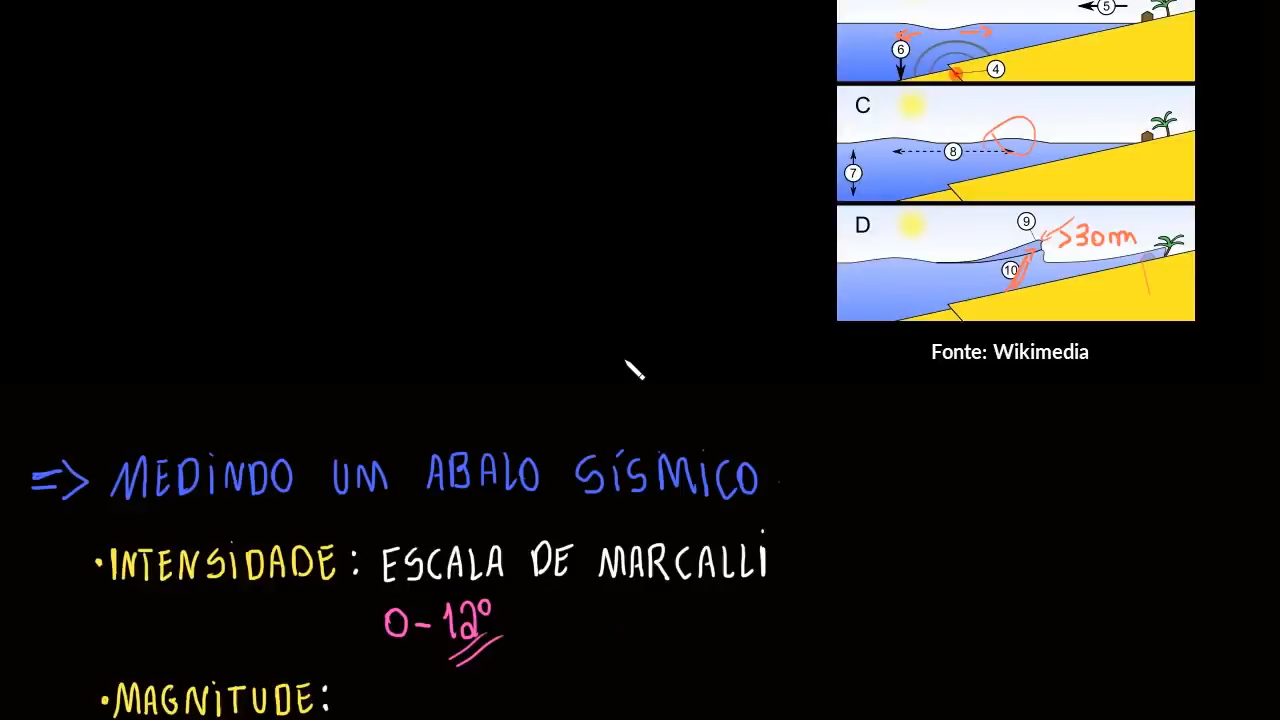 5
6
4
C
8
7
D
9
>30m
10
Fonte: Wikimedia
=> MEDINDO UM ABALO SÍSMICO
•INTENSIDADE: ESCALA DE MARCALLI
0-12º
•MAGNITUDE: